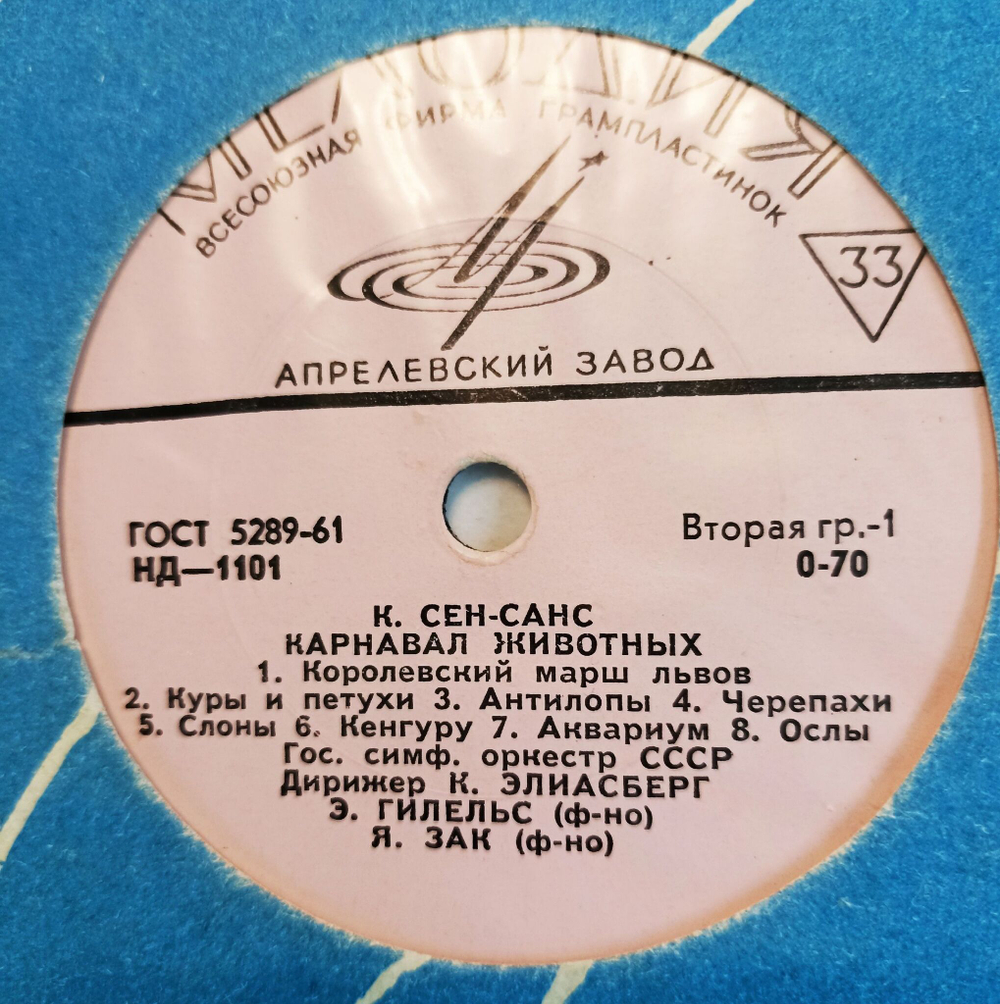 МЕЛОДИЯ
ВСЕСОЮЗНАЯ ФИРМА ГРАМПЛАСТИНОК
33
АПРЕЛЕВСКИЙ ЗАВОД
ГОСТ 5289-61
Вторая гр.-1
НД—1101
0-70
К. СЕН-САНС
КАРНАВАЛ ЖИВОТНЫХ
1. Королевский марш львов
2. Куры и петухи 3. Антилопы 4. Черепахи
5. Слоны 6. Кенгуру 7. Аквариум 8. Ослы
Гос. симф. оркестр СССР
Дирижер К. ЭЛИАСБЕРГ
Э. ГИЛЕЛЬС (ф-но)
Я. ЗАК (ф-но)